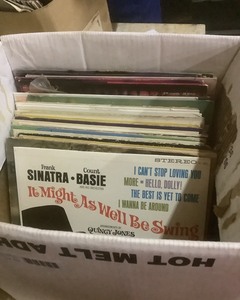 STEREO
Frank
SINATRA • Count
BASIE
I CAN'T STOP LOVING YOU
MORE • HELLO, DOLLY!
THE BEST IS YET TO COME
I WANNA BE AROUND
It Might As Well Be Swing
QUINCY JONES
HOT MELT ADH